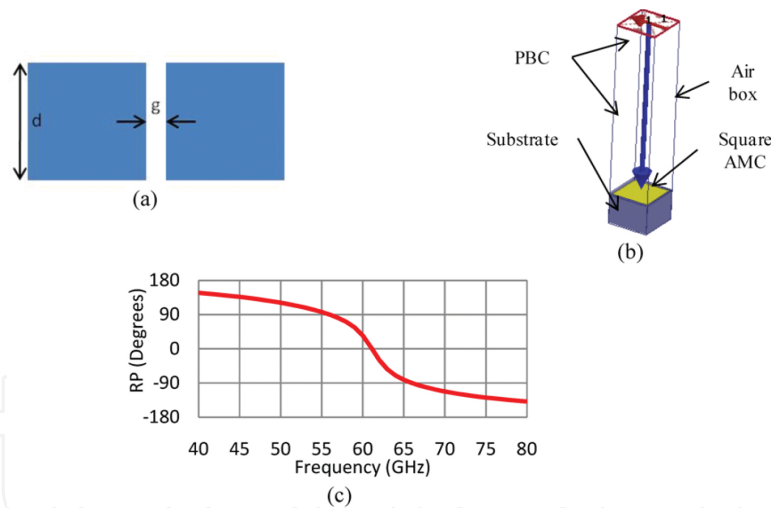 d
g
(a)
1
PBC
Air
box
Substrate
Square
AMC
(b)
RP (Degrees)
180
90
0
-90
-180
40 45 50 55 60 65 70 75 80
Frequency (GHz)
(c)